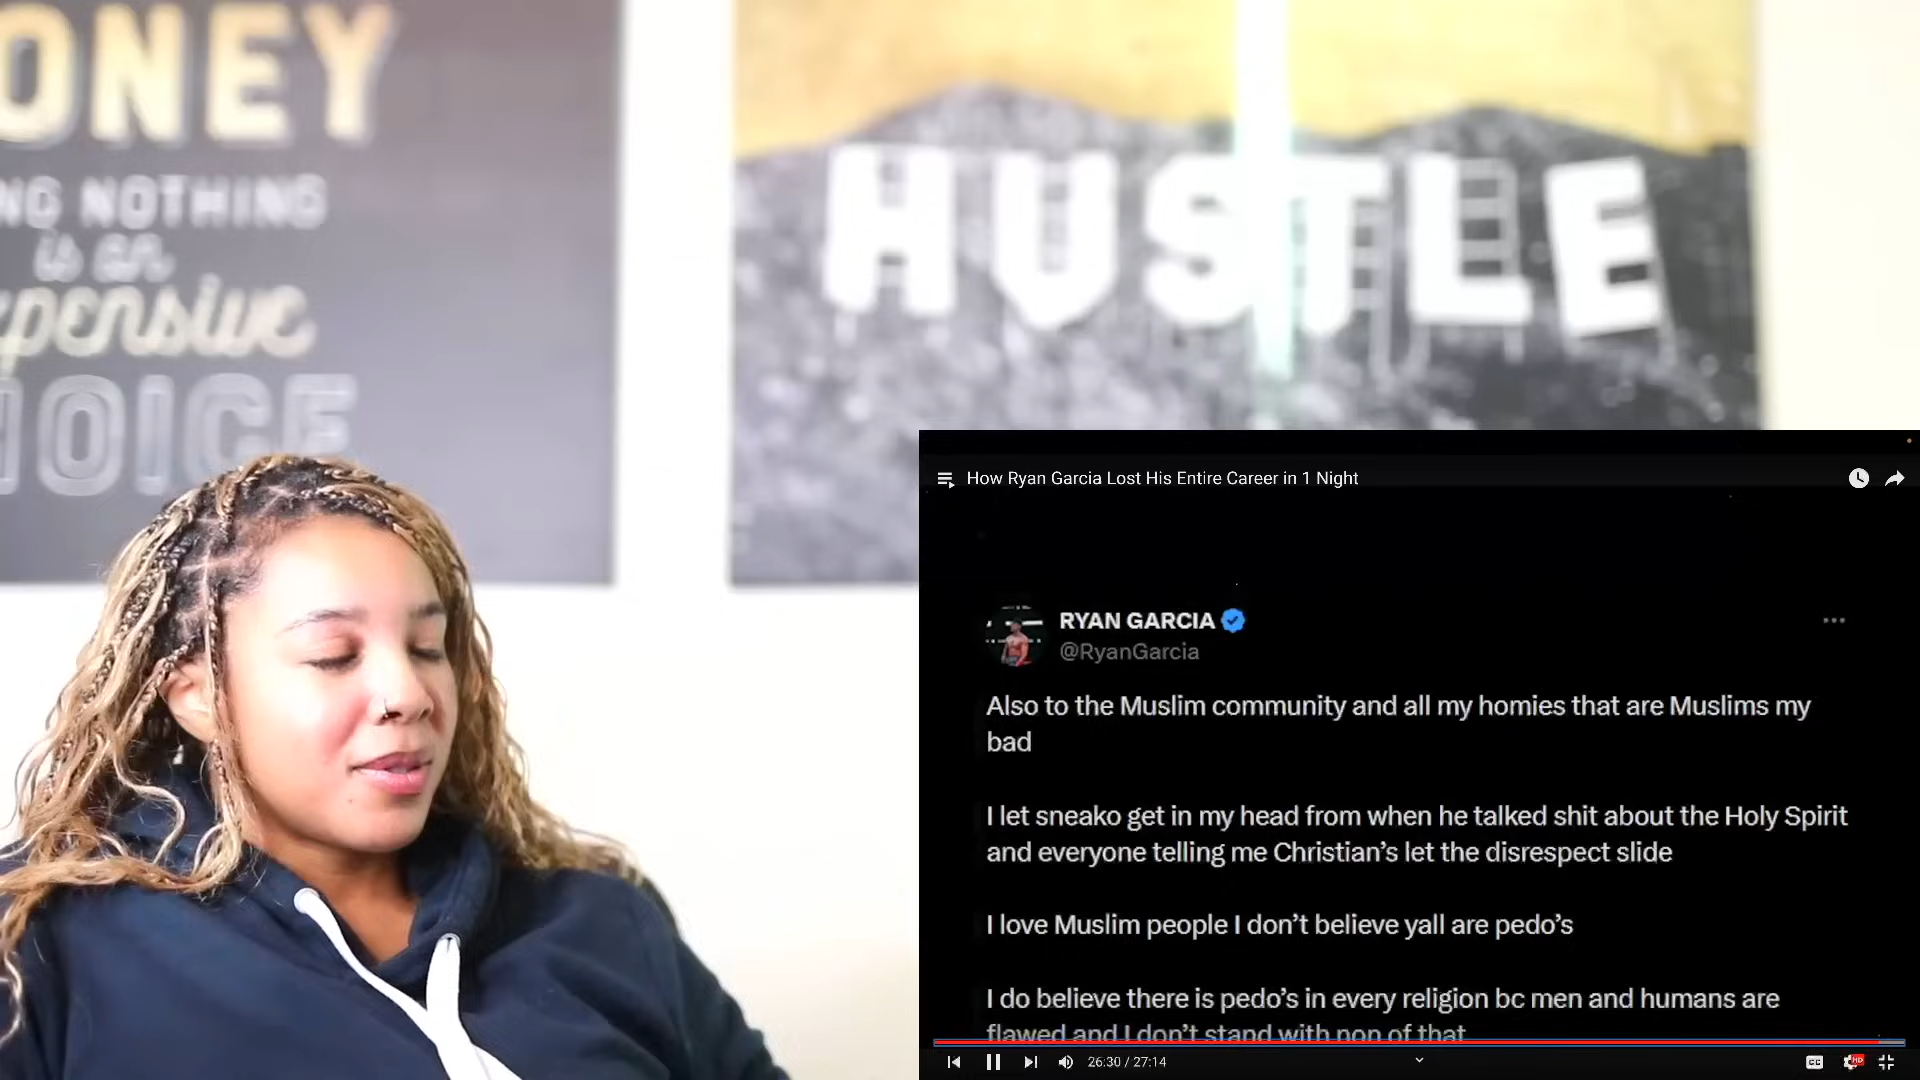 ONEY
NG NOTHING
is an
xpensive
HOICE
HUSTLE
How Ryan Garcia Lost His Entire Career in 1 Night
RYAN GARCIA
@RyanGarcia
Also to the Muslim community and all my homies that are Muslims my
bad
I let sneako get in my head from when he talked shit about the Holy Spirit
and everyone telling me Christian's let the disrespect slide
I love Muslim people I don't believe yall are pedo's
I do believe there is pedo's in every religion bc men and humans are
flawed and I don't stand with non of that
26:30 / 27:14
CC
HD